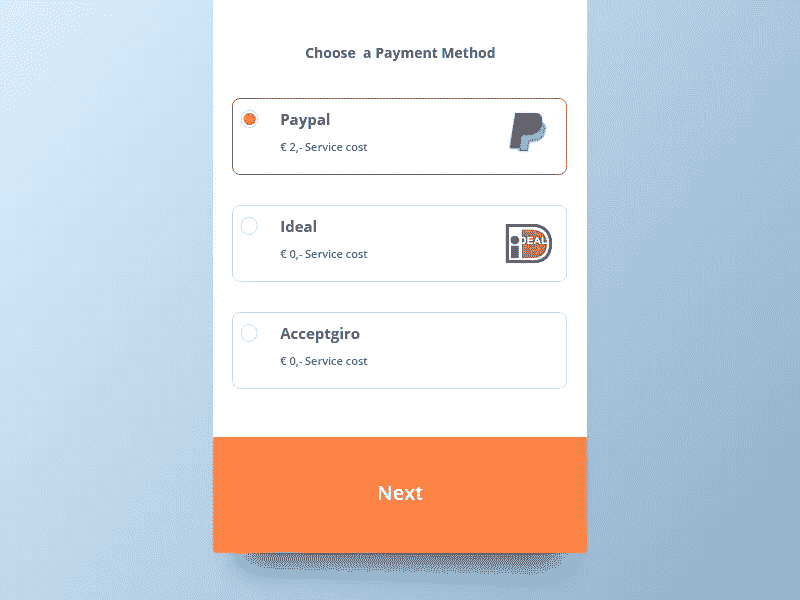 Choose a Payment Method
Paypal
€ 2,- Service cost
Ideal
€ 0,- Service cost
iDEAL
Acceptgiro
€ 0,- Service cost
Next